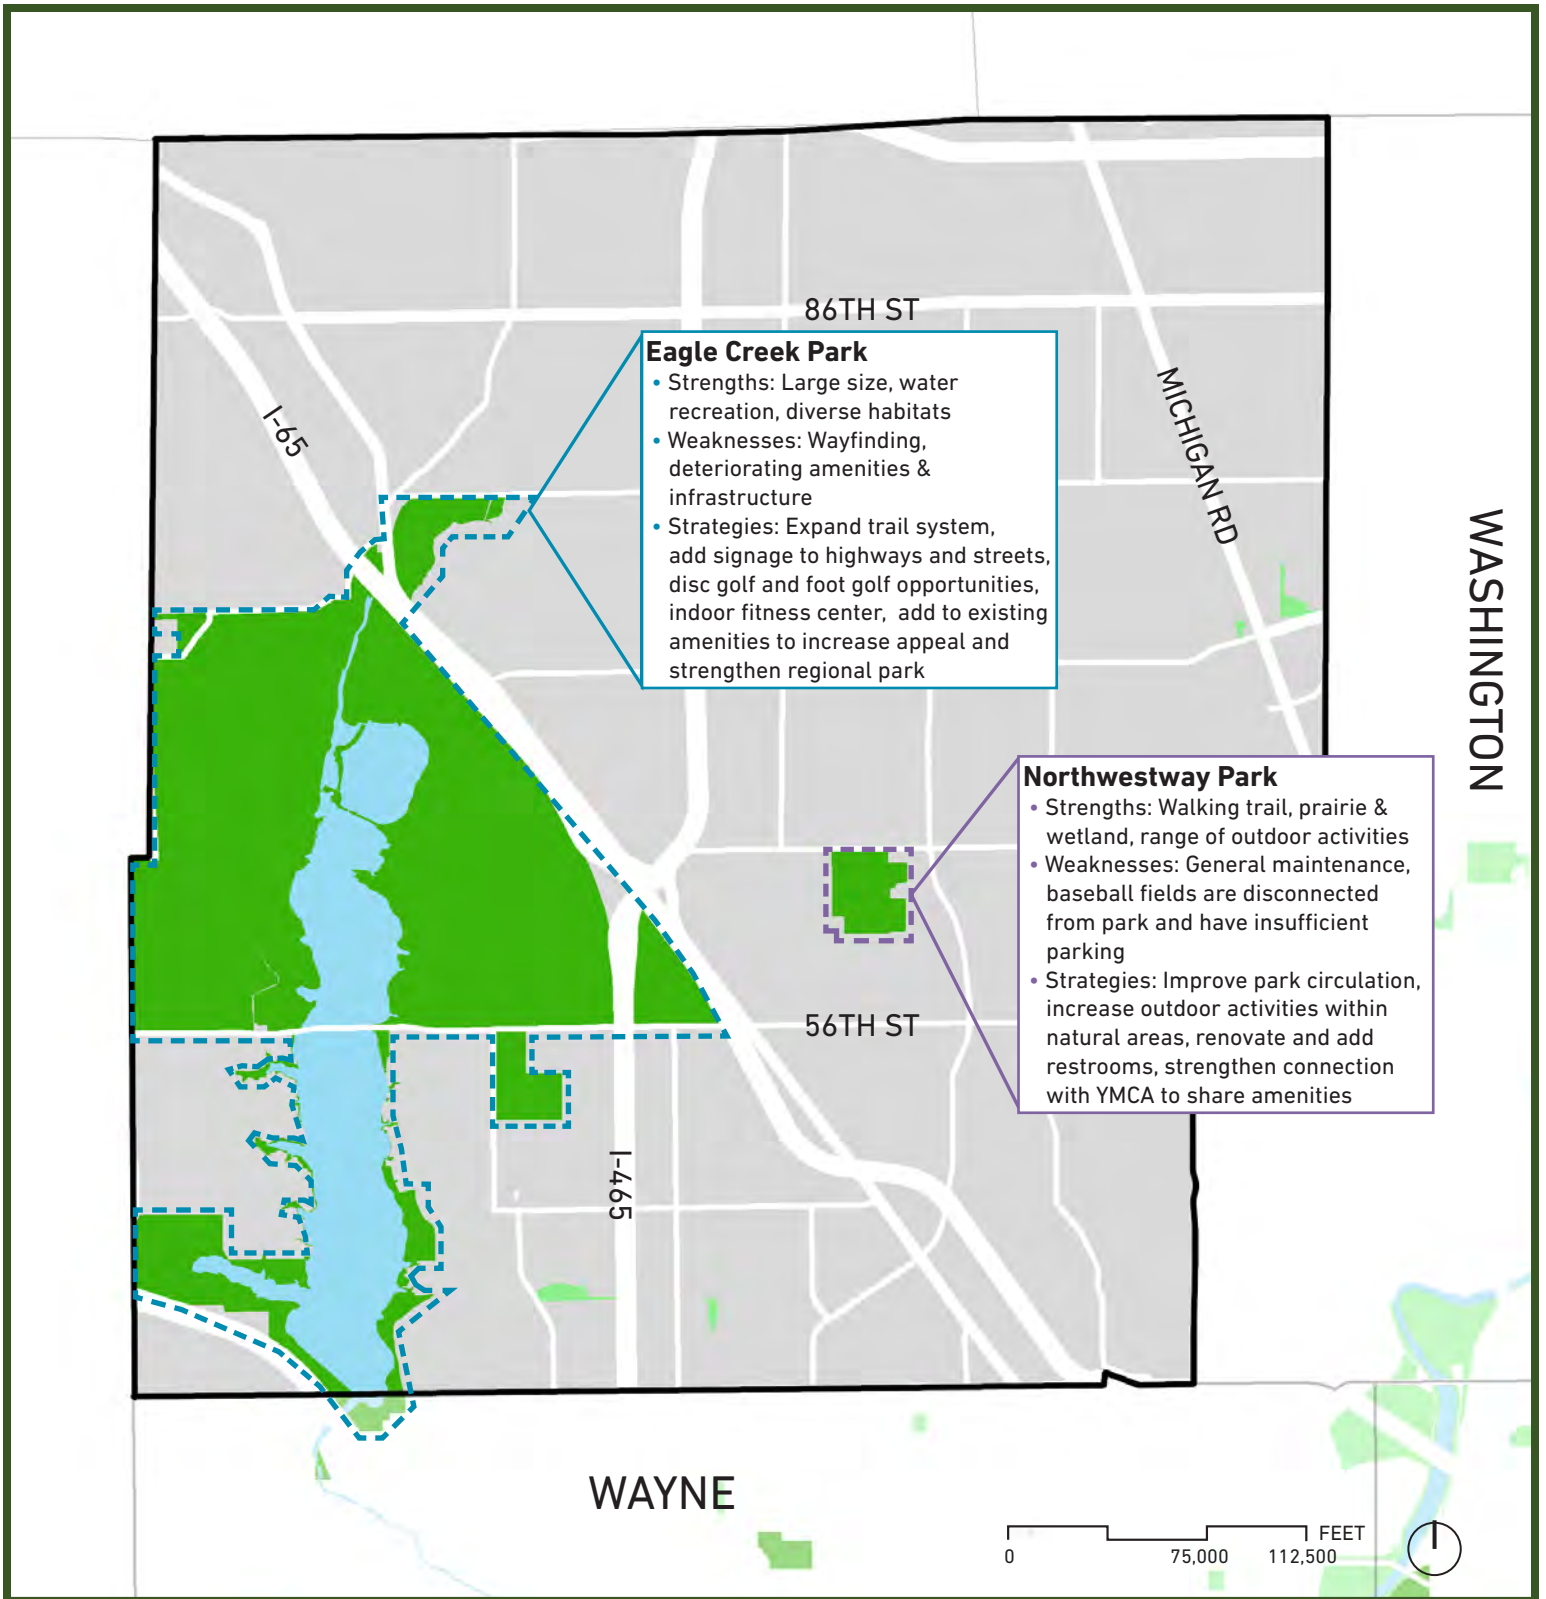 86TH ST
Eagle Creek Park
• Strengths: Large size, water
recreation, diverse habitats
• Weaknesses: Wayfinding,
deteriorating amenities &
infrastructure
• Strategies: Expand trail system,
add signage to highways and streets,
disc golf and foot golf opportunities,
indoor fitness center, add to existing
amenities to increase appeal and
strengthen regional park
I-65
MICHIGAN RD
WASHINGTON
Northwestway Park
• Strengths: Walking trail, prairie &
wetland, range of outdoor activities
• Weaknesses: General maintenance,
baseball fields are disconnected
from park and have insufficient
parking
• Strategies: Improve park circulation,
increase outdoor activities within
natural areas, renovate and add
restrooms, strengthen connection
with YMCA to share amenities
56TH ST
I-465
WAYNE
FEET
0 75,000 112,500